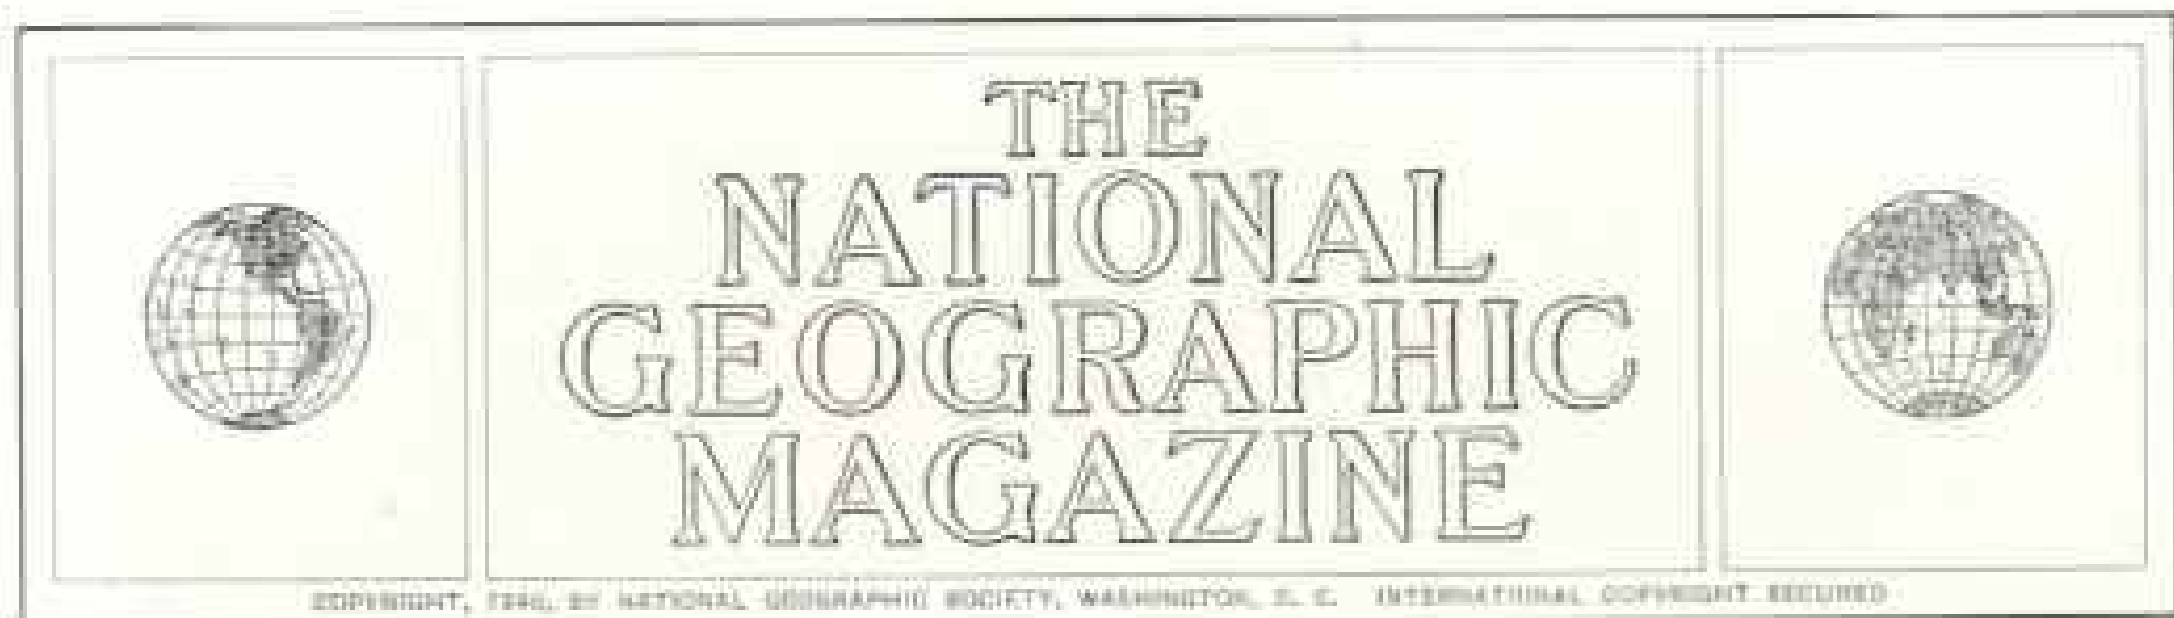 THE
NATIONAL
GEOGRAPHIC
MAGAZINE
COPYRIGHT, BY NATIONAL GEOGRAPHIC SOCIETY, WASHINGTON, D. C. INTERNATIONAL COPYRIGHT SECURED